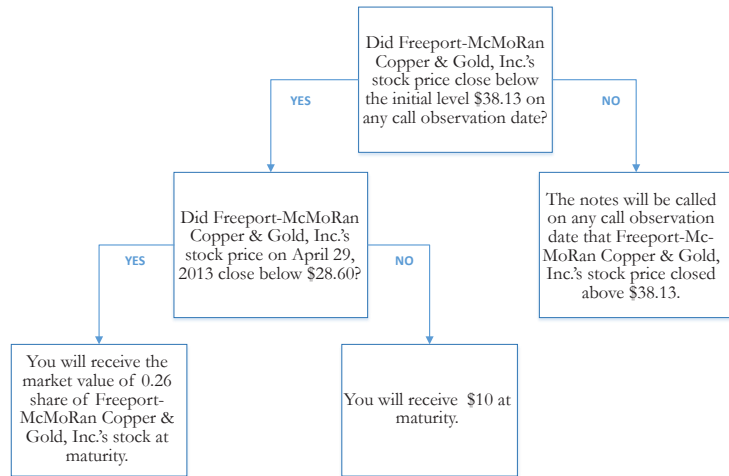 Did Freeport-McMoRan
Copper & Gold, Inc.'s
stock price close below
the initial level $38.13 on
any call observation date?
YES
NO
Did Freeport-McMoRan
Copper & Gold, Inc.'s
stock price on April 29,
2013 close below $28.60?
The notes will be called
on any call observation
date that Freeport-Mc-
MoRan Copper & Gold,
Inc.'s stock price closed
above $38.13.
YES
NO
You will receive the
market value of 0.26
share of Freeport-
McMoRan Copper &
Gold, Inc.'s stock at
maturity.
You will receive $10 at
maturity.